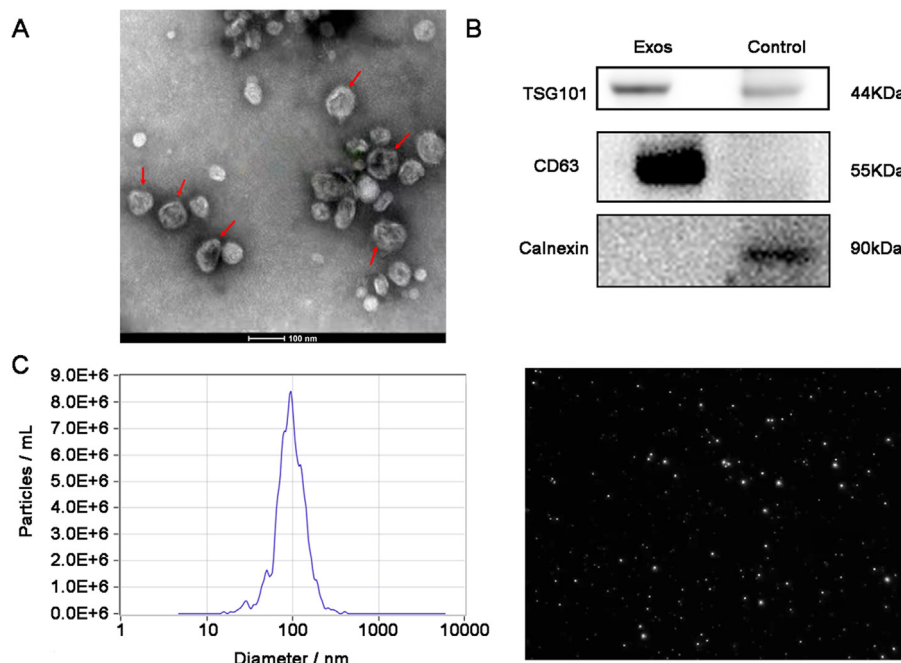 A
100 nm
B
Exos Control
TSG101 44KDa
CD63 55KDa
Calnexin 90kDa
C
9.0E+6
8.0E+6
7.0E+6
6.0E+6
5.0E+6
4.0E+6
3.0E+6
2.0E+6
1.0E+6
0.0E+6
Particles / mL
1 10 100 1000 10000
Diameter / nm